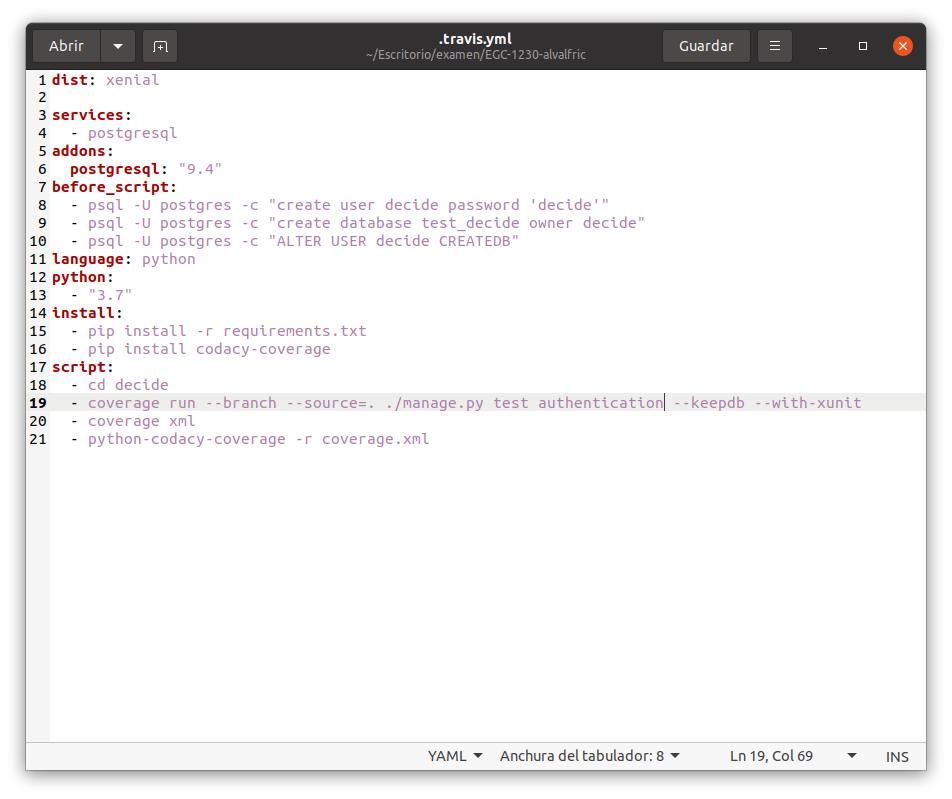 Abrir
.travis.yml
~/Escritorio/examen/EGC-1230-alvalfric
Guardar
1 dist: xenial
2
3 services:
4   - postgresql
5 addons:
6   postgresql: "9.4"
7 before_script:
8   - psql -U postgres -c "create user decide password 'decide'"
9   - psql -U postgres -c "create database test_decide owner decide"
10   - psql -U postgres -c "ALTER USER decide CREATEDB"
11 language: python
12 python:
13   - "3.7"
14 install:
15   - pip install -r requirements.txt
16   - pip install codacy-coverage
17 script:
18   - cd decide
19   - coverage run --branch --source=. ./manage.py test authentication --keepdb --with-xunit
20   - coverage xml
21   - python-codacy-coverage -r coverage.xml
YAML Anchura del tabulador: 8 Ln 19, Col 69 INS